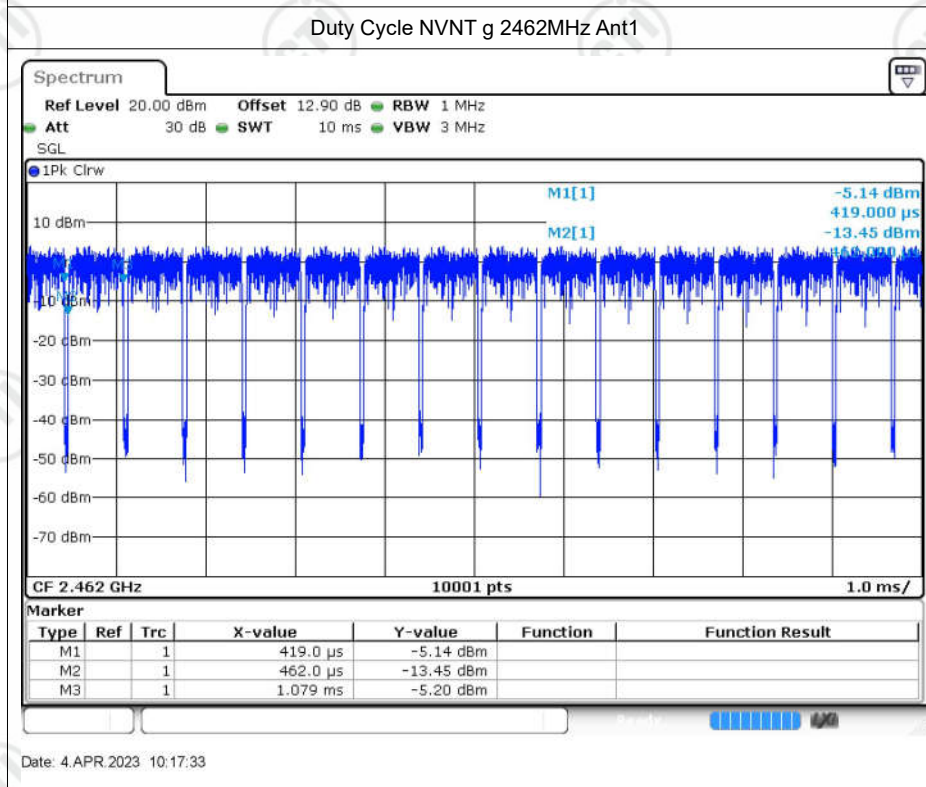 Duty Cycle NVNT g 2462MHz Ant1
Spectrum
Ref Level 20.00 dBm Offset 12.90 dB RBW 1 MHz
Att 30 dB SWT 10 ms VBW 3 MHz
SGL
1Pk Clrw
M1[1] -5.14 dBm
419.000 µs
10 dBm
M2[1] -13.45 dBm
-10 dBm
-20 dBm
-30 dBm
-40 dBm
-50 dBm
-60 dBm
-70 dBm
CF 2.462 GHz 10001 pts 1.0 ms/
Marker
Type Ref Trc X-value Y-value Function Function Result
M1 1 419.0 µs -5.14 dBm
M2 1 462.0 µs -13.45 dBm
M3 1 1.079 ms -5.20 dBm
Date: 4.APR.2023 10:17:33